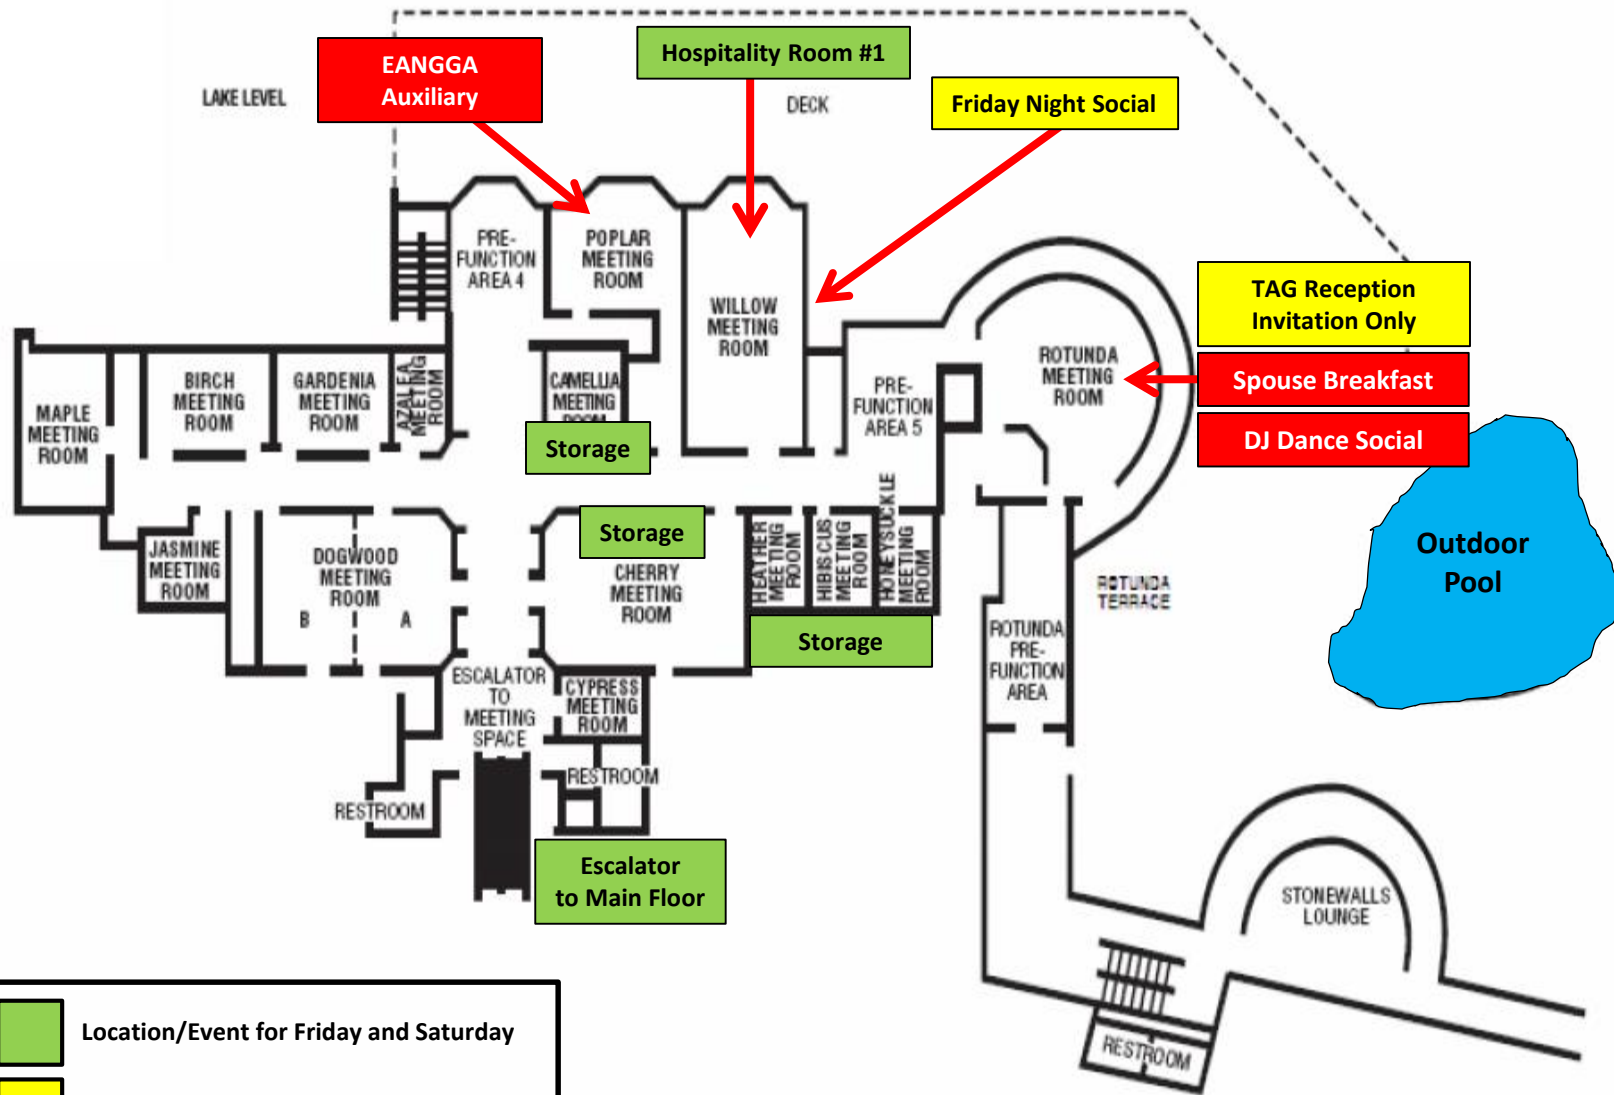 EANGGA
Auxiliary
Hospitality Room #1
Friday Night Social
LAKE LEVEL
DECK
PRE-
FUNCTION
AREA 4
POPLAR
MEETING
ROOM
WILLOW
MEETING
ROOM
TAG Reception
Invitation Only
Spouse Breakfast
DJ Dance Social
ROTUNDA
MEETING
ROOM
MAPLE
MEETING
ROOM
BIRCH
MEETING
ROOM
GARDENIA
MEETING
ROOM
AZALEA
MEETING
ROOM
CAMELLIA
MEETING
ROOM
Storage
PRE-
FUNCTION
AREA 5
Storage
JASMINE
MEETING
ROOM
DOGWOOD
MEETING
ROOM
B
A
CHERRY
MEETING
ROOM
HEATHER
MEETING
ROOM
HIBISCUS
MEETING
ROOM
HONEYSUCKLE
MEETING
ROOM
Storage
Outdoor
Pool
ROTUNDA
TERRACE
ROTUNDA
PRE-
FUNCTION
AREA
ESCALATOR
TO
MEETING
SPACE
CYPRESS
MEETING
ROOM
RESTROOM
RESTROOM
Escalator
to Main Floor
STONEWALLS
LOUNGE
RESTROOM
Location/Event for Friday and Saturday